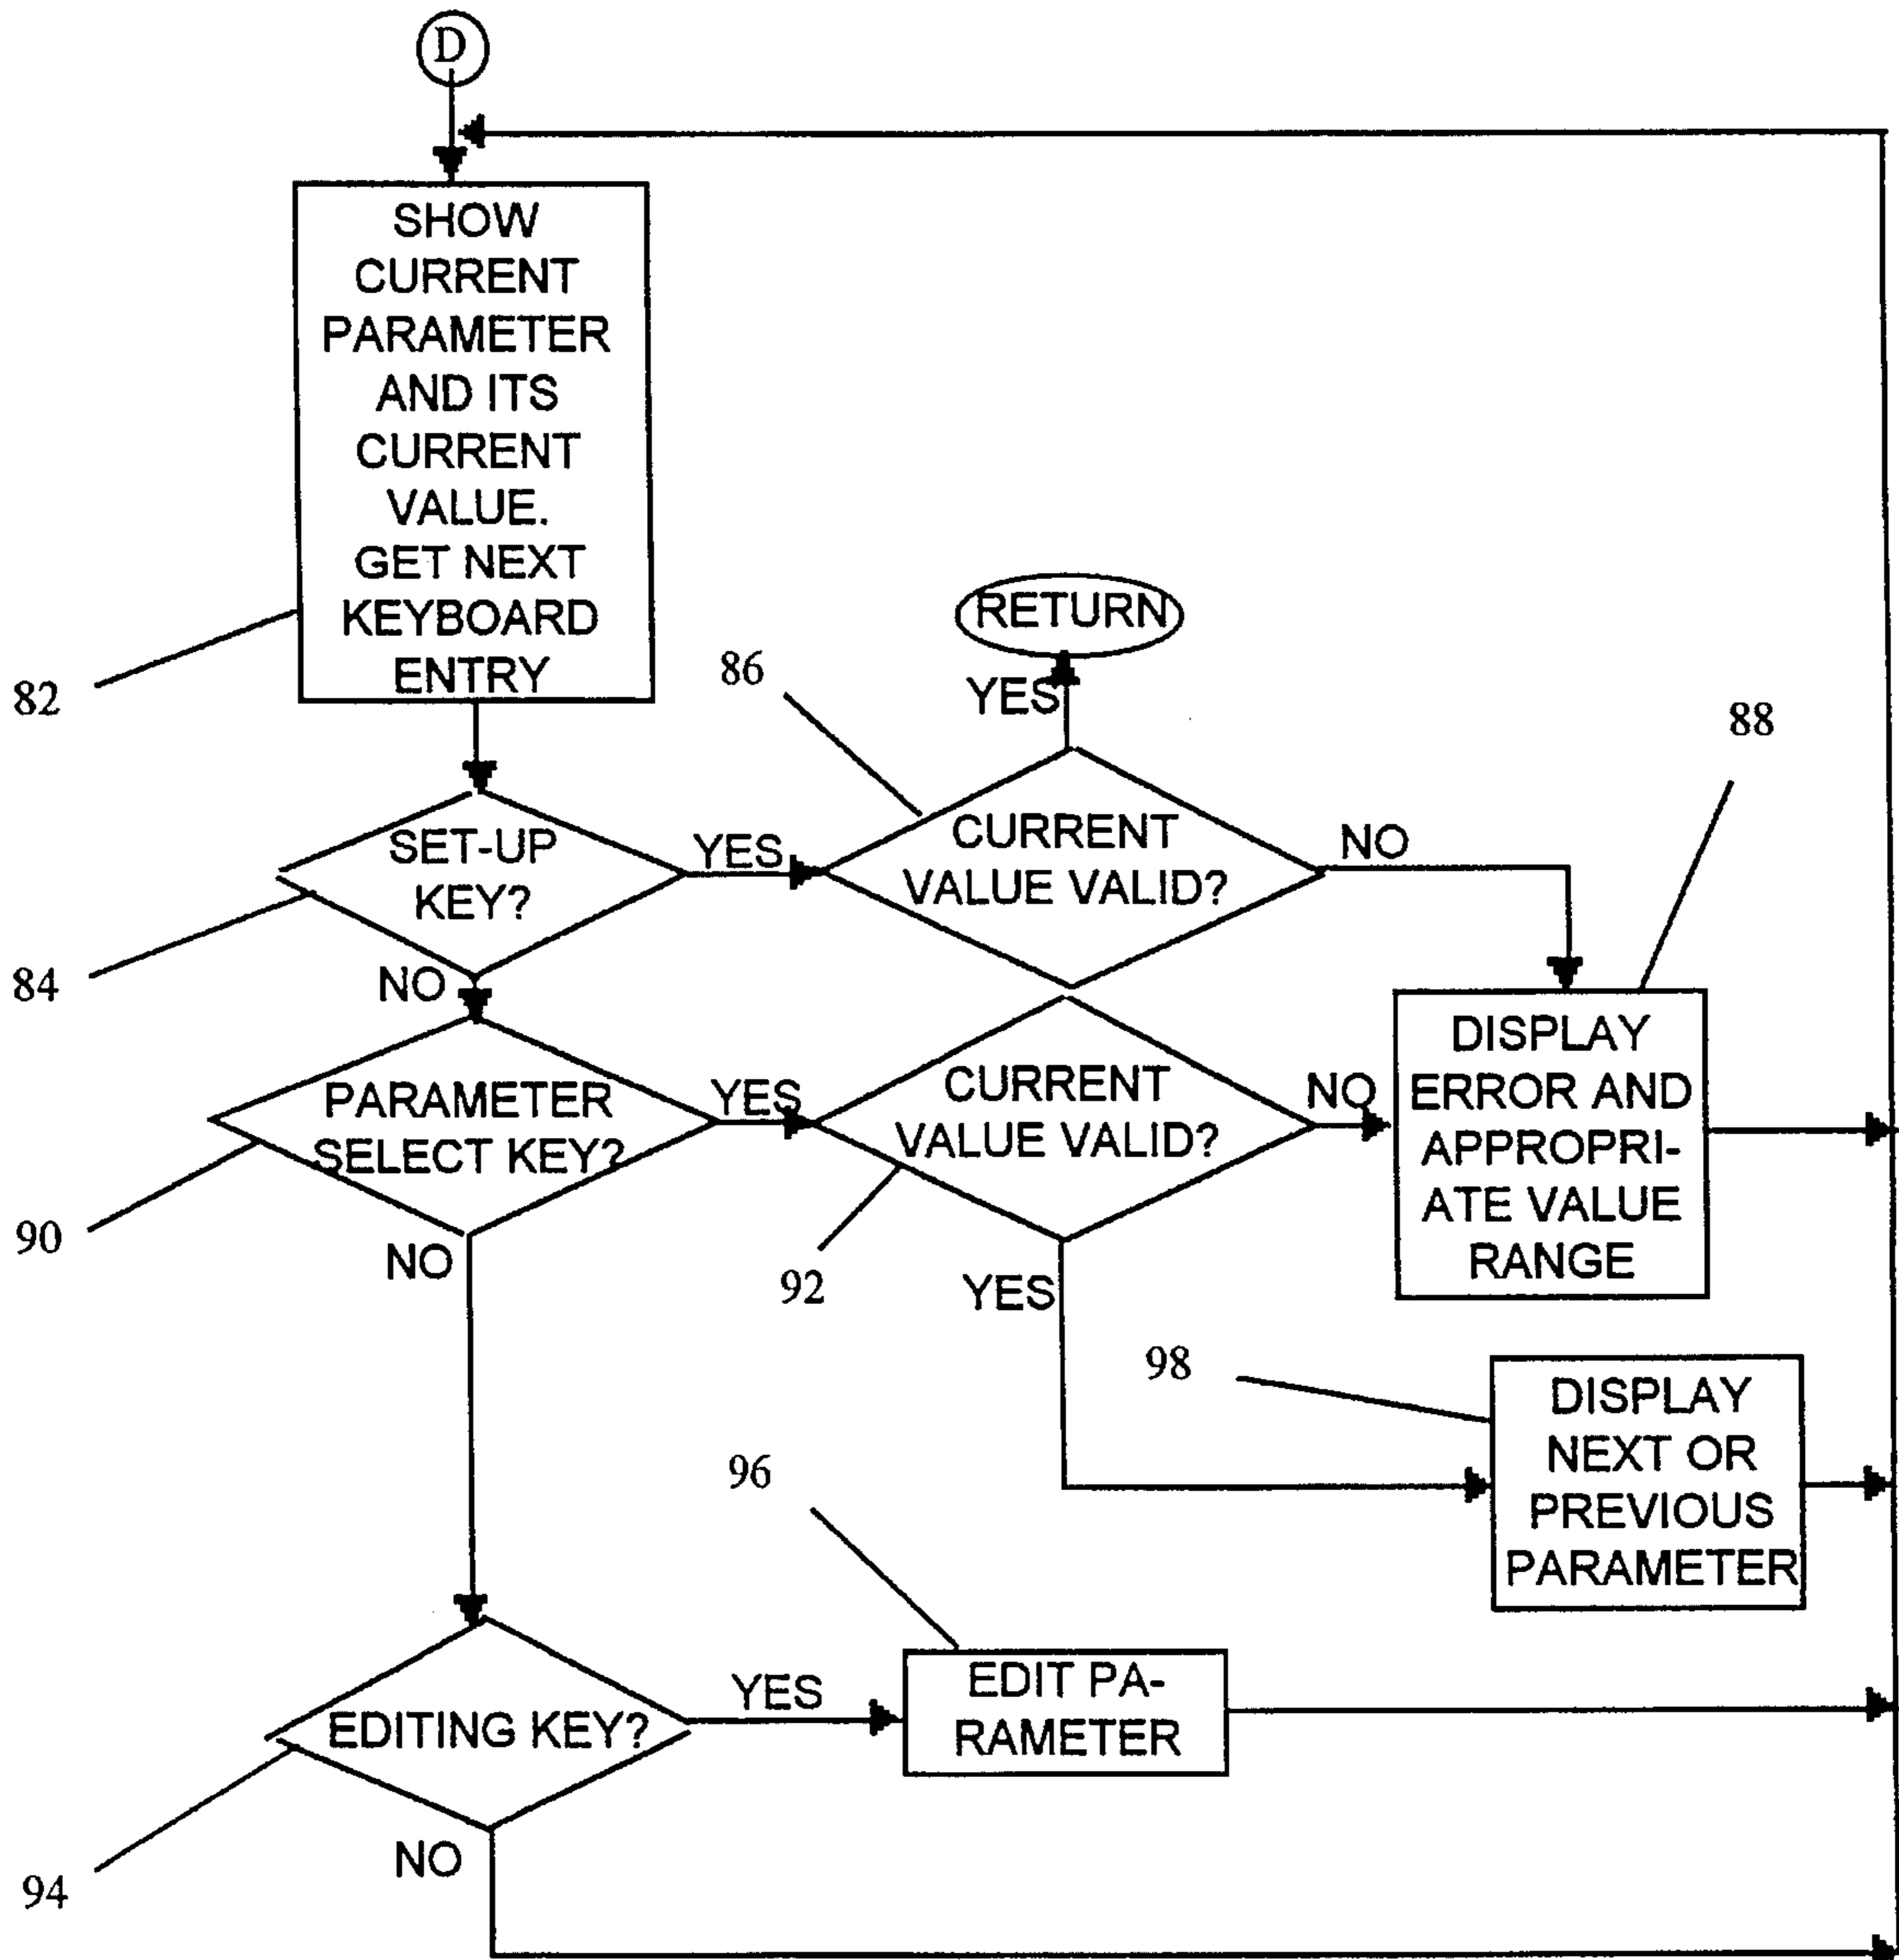 D
SHOW
CURRENT
PARAMETER
AND ITS
CURRENT
VALUE.
GET NEXT
KEYBOARD
ENTRY
82
RETURN
86
YES
88
SET-UP
KEY?
YES
CURRENT
VALUE VALID?
NO
84
NO
PARAMETER
SELECT KEY?
YES
CURRENT
VALUE VALID?
NO
DISPLAY
ERROR AND
APPROPRI-
ATE VALUE
RANGE
90
NO
92
YES
98
DISPLAY
NEXT OR
PREVIOUS
PARAMETER
96
EDITING KEY?
YES
EDIT PA-
RAMETER
94
NO